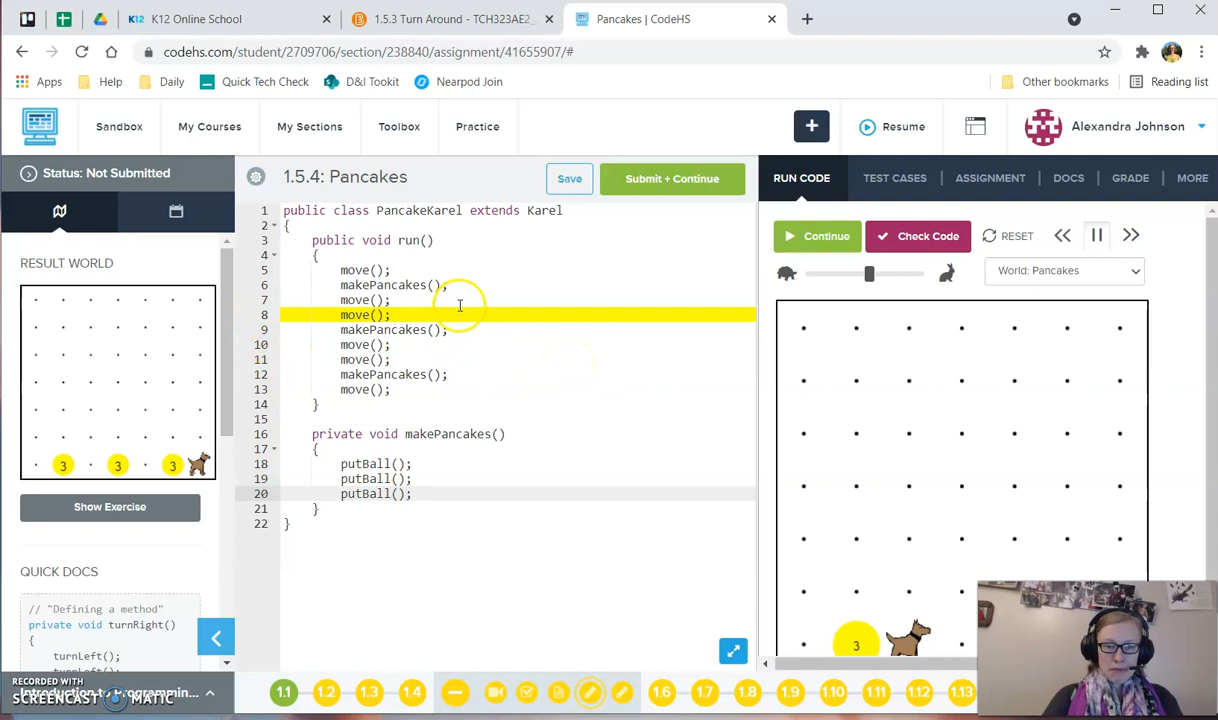 K12 K12 Online School
1.5.3 Turn Around - TCH323AE2_
Pancakes | CodeHS
codehs.com/student/2709706/section/238840/assignment/41655907/#
Apps
Help
Daily
Quick Tech Check
D&I Tookit
Nearpod Join
Other bookmarks
Reading list
Sandbox
My Courses
My Sections
Toolbox
Practice
Resume
Alexandra Johnson
Status: Not Submitted
1.5.4: Pancakes
Save
Submit + Continue
RUN CODE
TEST CASES
ASSIGNMENT
DOCS
GRADE
MORE
RESULT WORLD
3 3 3
Show Exercise
QUICK DOCS
// "Defining a method"
private void turnRight()
{
turnLeft();
1 public class PancakeKarel extends Karel
2 {
3 public void run()
4 {
5 move();
6 makePancakes();
7 move();
8 move();
9 makePancakes();
10 move();
11 move();
12 makePancakes();
13 move();
14 }
15
16 private void makePancakes()
17 {
18 putBall();
19 putBall();
20 putBall();
21 }
22 }
Continue
Check Code
RESET
World: Pancakes
3
RECORDED WITH
SCREENCAST MATIC
Introduction to Programmin...
1.1 1.2 1.3 1.4 1.6 1.7 1.8 1.9 1.10 1.11 1.12 1.13